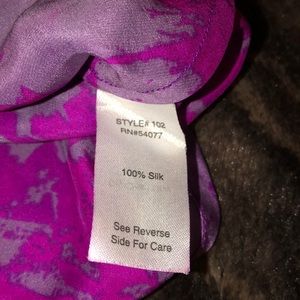 STYLE# 102
RN#54077
100% Silk
See Reverse
Side For Care